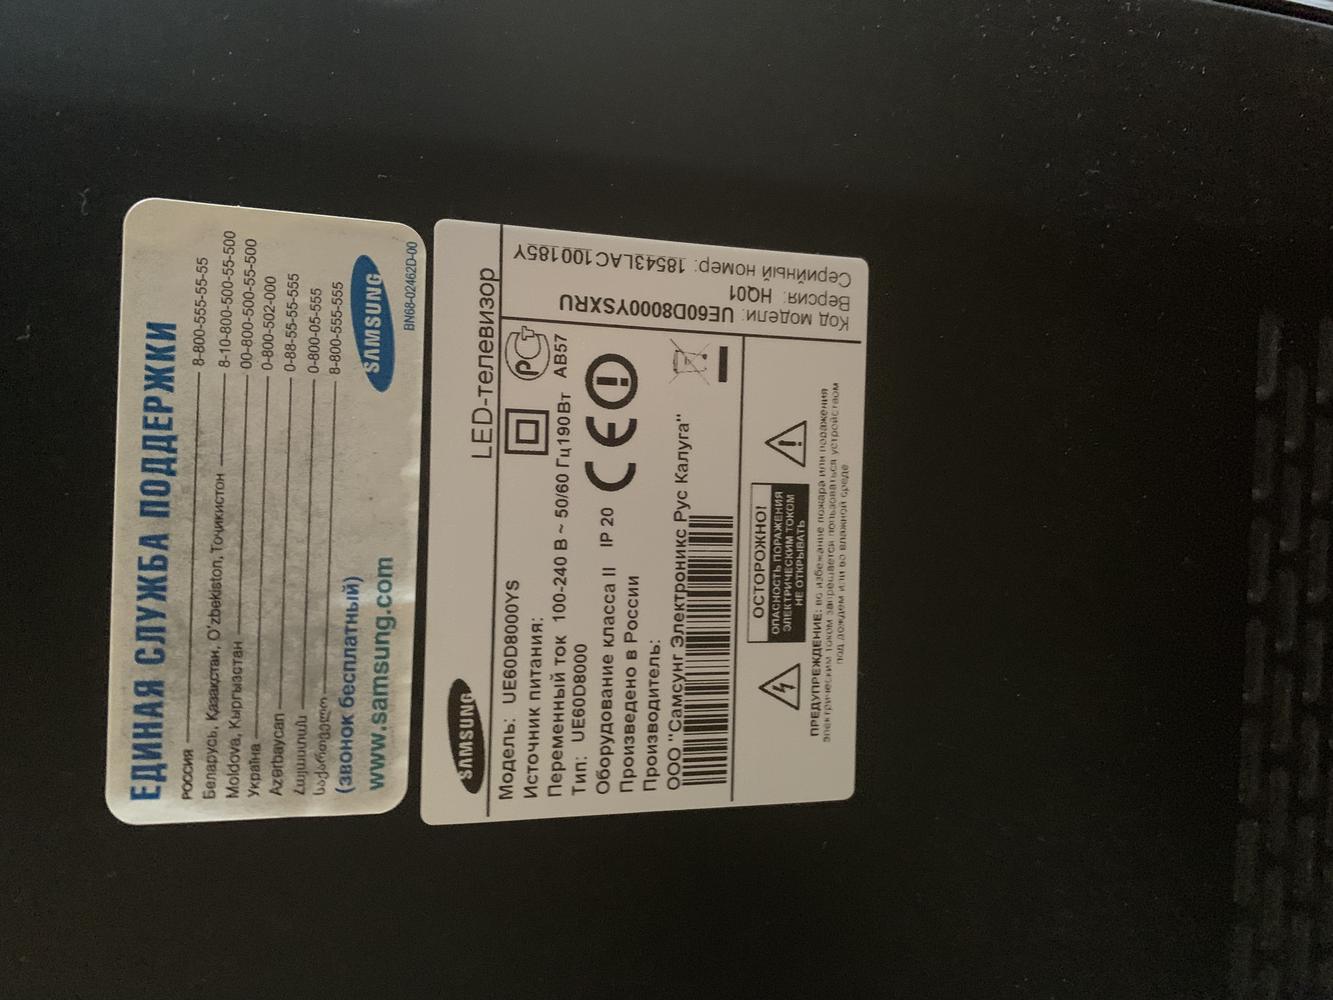 ЕДИНАЯ СЛУЖБА ПОДДЕРЖКИ
РОССИЯ 8-800-555-55-55
Беларусь, Қазақстан, O'zbekiston, Тоҷикистон 8-10-800-500-55-500
Moldova, Кыргызстан 00-800-500-55-500
Україна 0-800-502-000
Azərbaycan 0-88-55-55-555
Հայաստան 0-800-05-555
საქართველო 8-800-555-555
(звонок бесплатный)
www.samsung.com
SAMSUNG
BN68-02462D-00
SAMSUNG
LED-телевизор
Модель: UE60D8000YS
Источник питания:
Переменный ток 100-240 В ~ 50/60 Гц 190Вт
Тип: UE60D8000
Оборудование класса II IP 20
Произведено в России
Производитель:
ООО "Самсунг Электроникс Рус Калуга"
АВ57
CE
Код модели: UE60D8000YSXRU
Версия: HQ01
Серийный номер: 18543LAC100185Y
ОСТОРОЖНО!
ОПАСНОСТЬ ПОРАЖЕНИЯ
ЭЛЕКТРИЧЕСКИМ ТОКОМ
НЕ ОТКРЫВАТЬ
ПРЕДУПРЕЖДЕНИЕ: во избежание пожара или поражения
электрическим током запрещается пользоваться устройством
под дождем или во влажной среде